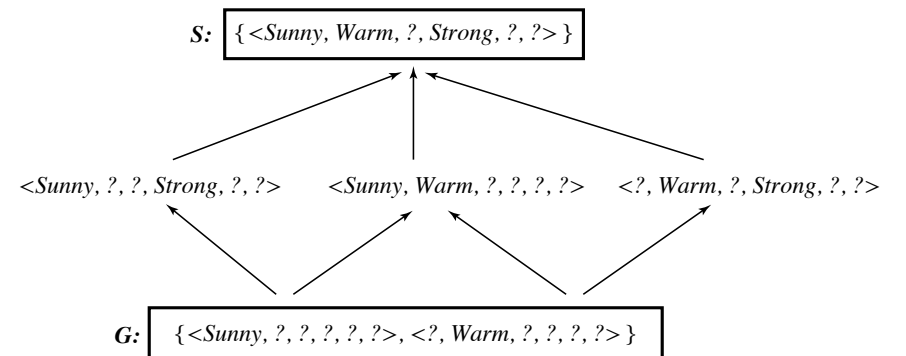 S: {<Sunny, Warm, ?, Strong, ?, ?>}
<Sunny, ?, ?, Strong, ?, ?>
<Sunny, Warm, ?, ?, ?, ?>
<?, Warm, ?, Strong, ?, ?>
G: {<Sunny, ?, ?, ?, ?, ?>, <?, Warm, ?, ?, ?, ?>}